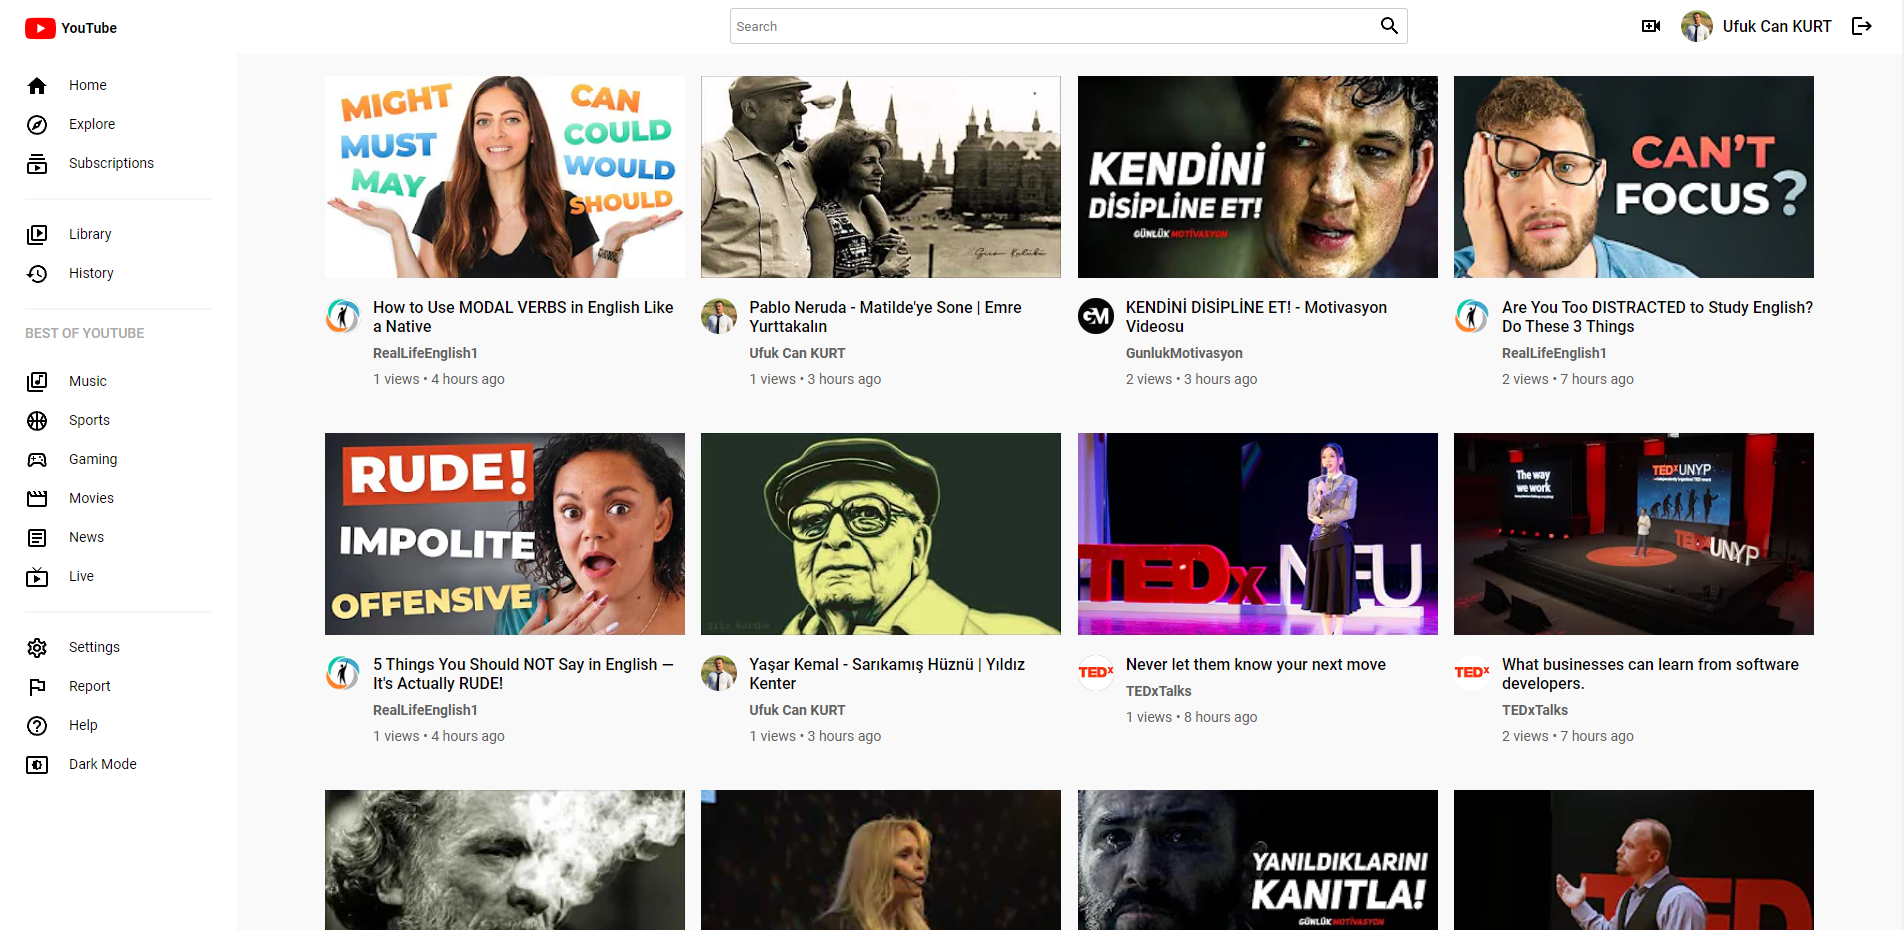 YouTube
Search
Ufuk Can KURT
Home
Explore
Subscriptions
Library
History
BEST OF YOUTUBE
Music
Sports
Gaming
Movies
News
Live
Settings
Report
Help
Dark Mode
MIGHT
MUST
MAY
CAN
COULD
WOULD
SHOULD
How to Use MODAL VERBS in English Like
a Native
RealLifeEnglish1
1 views • 4 hours ago
Pablo Neruda - Matilde'ye Sone | Emre
Yurttakalın
Ufuk Can KURT
1 views • 3 hours ago
KENDİNİ
DİSİPLİNE ET!
GÜNLÜK MOTİVASYON
GM
KENDİNİ DİSİPLİNE ET! - Motivasyon
Videosu
GunlukMotivasyon
2 views • 3 hours ago
CAN'T
FOCUS?
Are You Too DISTRACTED to Study English?
Do These 3 Things
RealLifeEnglish1
2 views • 7 hours ago
RUDE!
IMPOLITE
OFFENSIVE
5 Things You Should NOT Say in English —
It's Actually RUDE!
RealLifeEnglish1
1 views • 4 hours ago
Yaşar Kemal - Sarıkamış Hüznü | Yıldız
Kenter
Ufuk Can KURT
1 views • 3 hours ago
TEDx NEU
TEDx
Never let them know your next move
TEDxTalks
1 views • 8 hours ago
The way
we work
TEDxUNYP
TEDxUNYP
TEDx
What businesses can learn from software
developers.
TEDxTalks
2 views • 7 hours ago
YANILDIKLARINI
KANITLA!
GÜNLÜK MOTİVASYON
TED